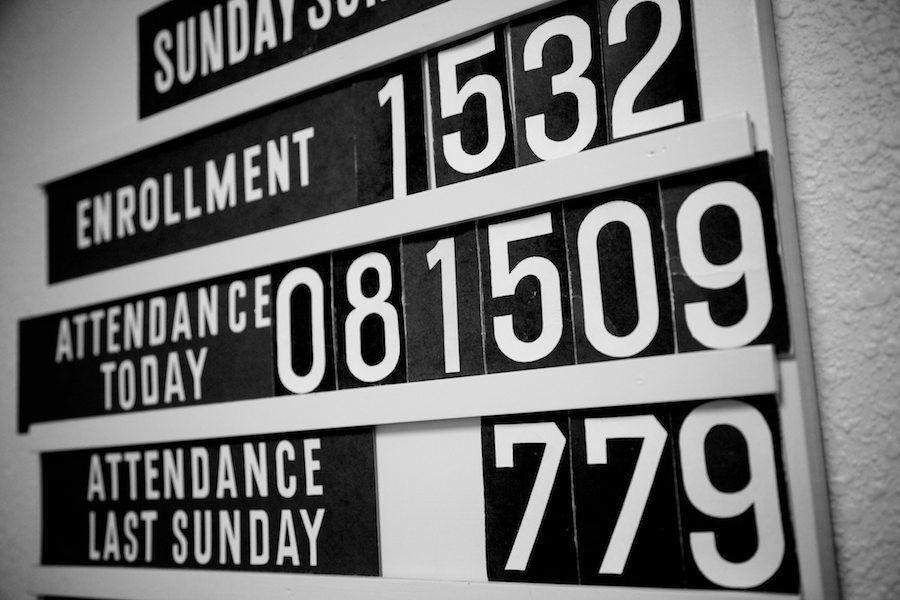 SUNDAY
ENROLLMENT 1532
ATTENDANCE
TODAY 081509
ATTENDANCE
LAST SUNDAY 779